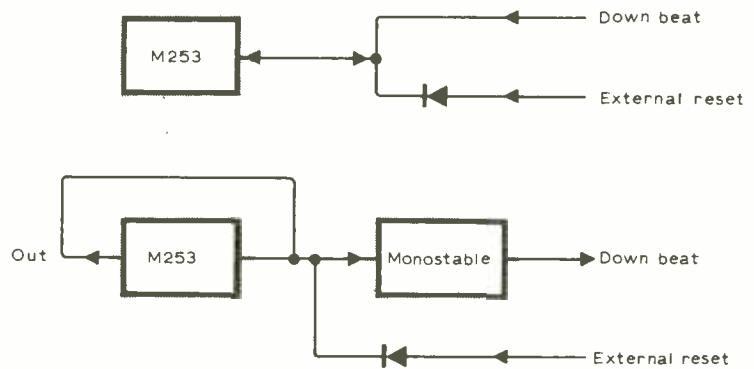 Down beat
M253
External reset
Out
M253
Monostable
Down beat
External reset